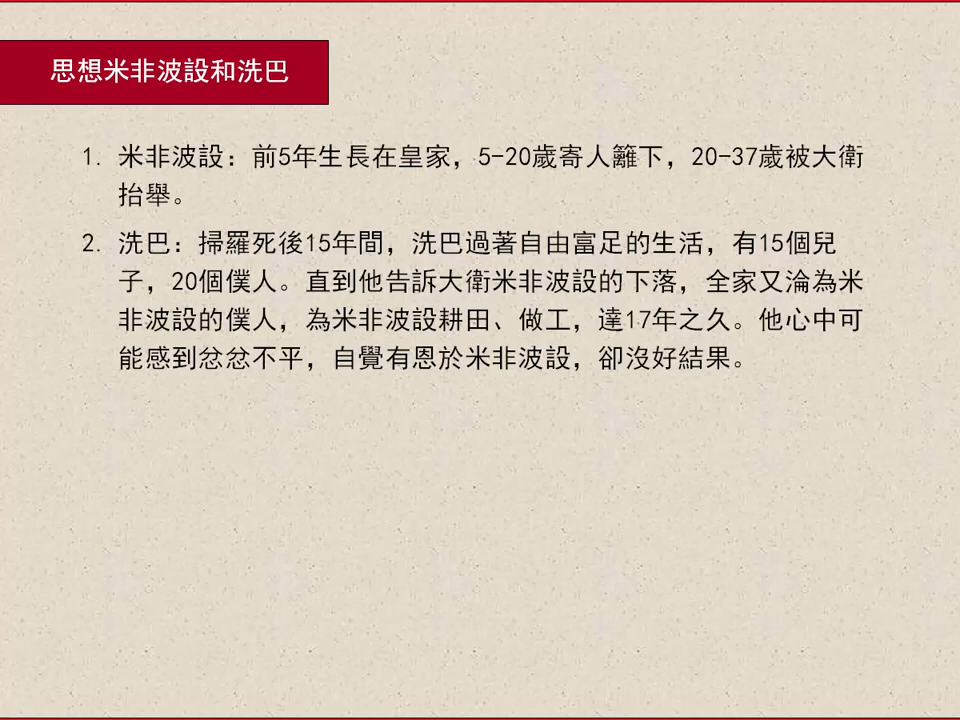 思想米非波設和洗巴
1. 米非波設：前5年生長在皇家，5-20歲寄人籬下，20-37歲被大衛
抬舉。
2. 洗巴：掃羅死後15年間，洗巴過著自由富足的生活，有15個兒
子，20個僕人。直到他告訴大衛米非波設的下落，全家又淪為米
非波設的僕人，為米非波設耕田、做工，達17年之久。他心中可
能感到忿忿不平，自覺有恩於米非波設，卻沒好結果。